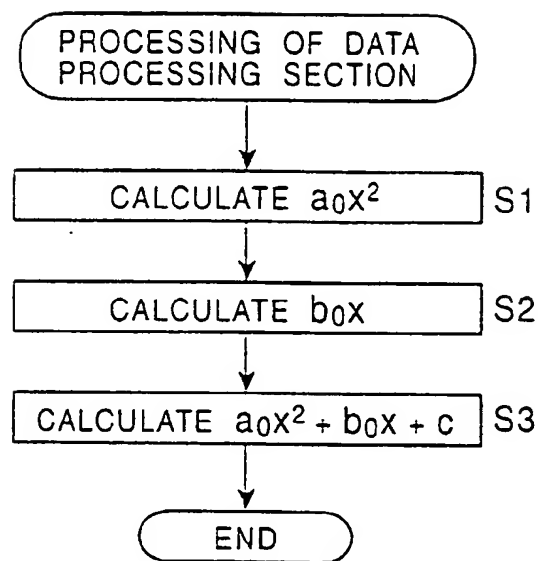 PROCESSING OF DATA
PROCESSING SECTION
CALCULATE a₀x² S1
CALCULATE b₀x S2
CALCULATE a₀x² + b₀x + c S3
END